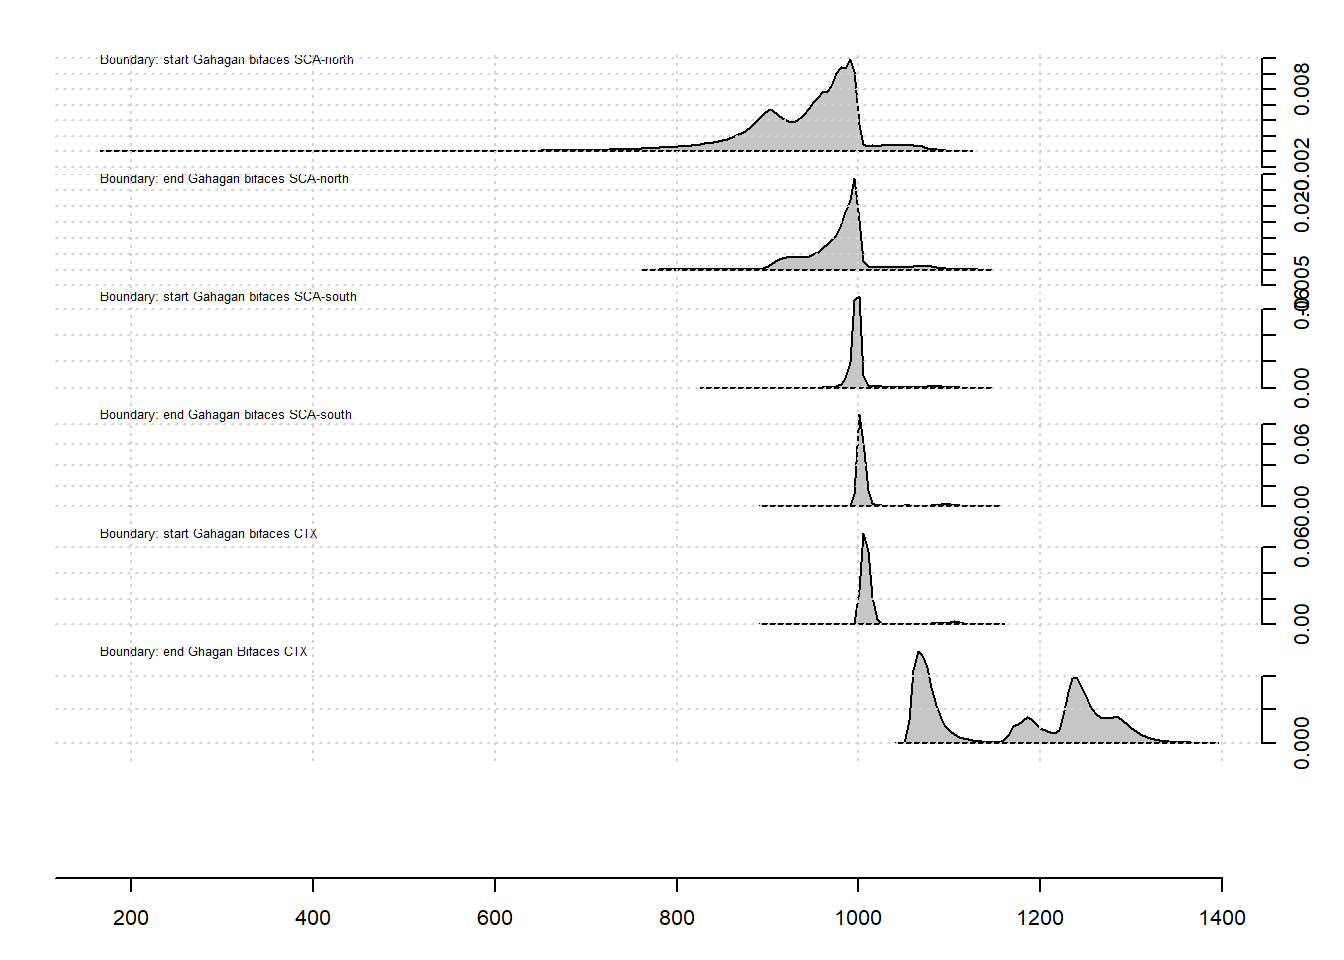 Boundary: start Gahagan bifaces SCA-north
0.008
0.002
Boundary: end Gahagan bifaces SCA-north
0.020
0.005
Boundary: start Gahagan bifaces SCA-south
0.00
Boundary: end Gahagan bifaces SCA-south
0.06
0.00
Boundary: start Gahagan bifaces CTX
0.06
0.00
Boundary: end Ghagan Bifaces CTX
0.000
200 400 600 800 1000 1200 1400